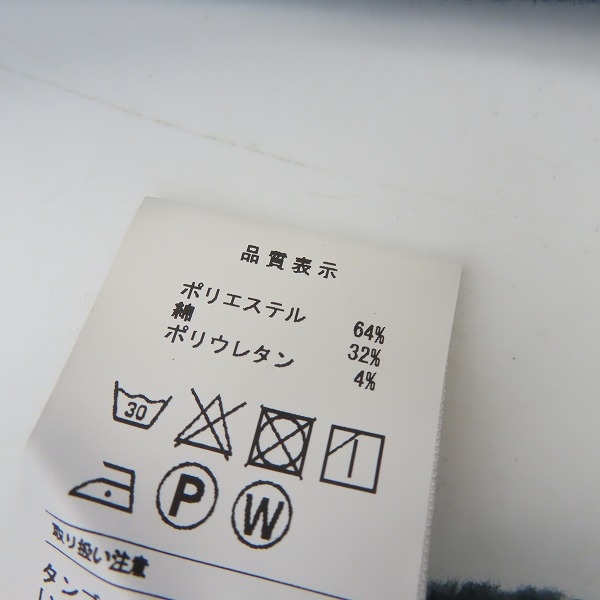 品質表示
ポリエステル 64%
綿 32%
ポリウレタン 4%
30
P W
取り扱い注意
タンブ